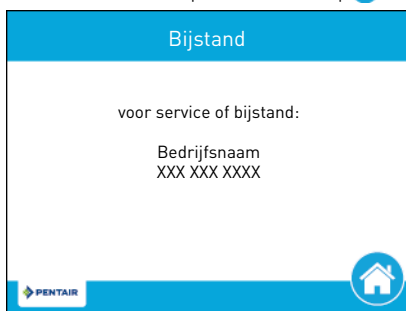 Bijstand
voor service of bijstand:
Bedrijfsnaam
XXX XXX XXXX
PENTAIR